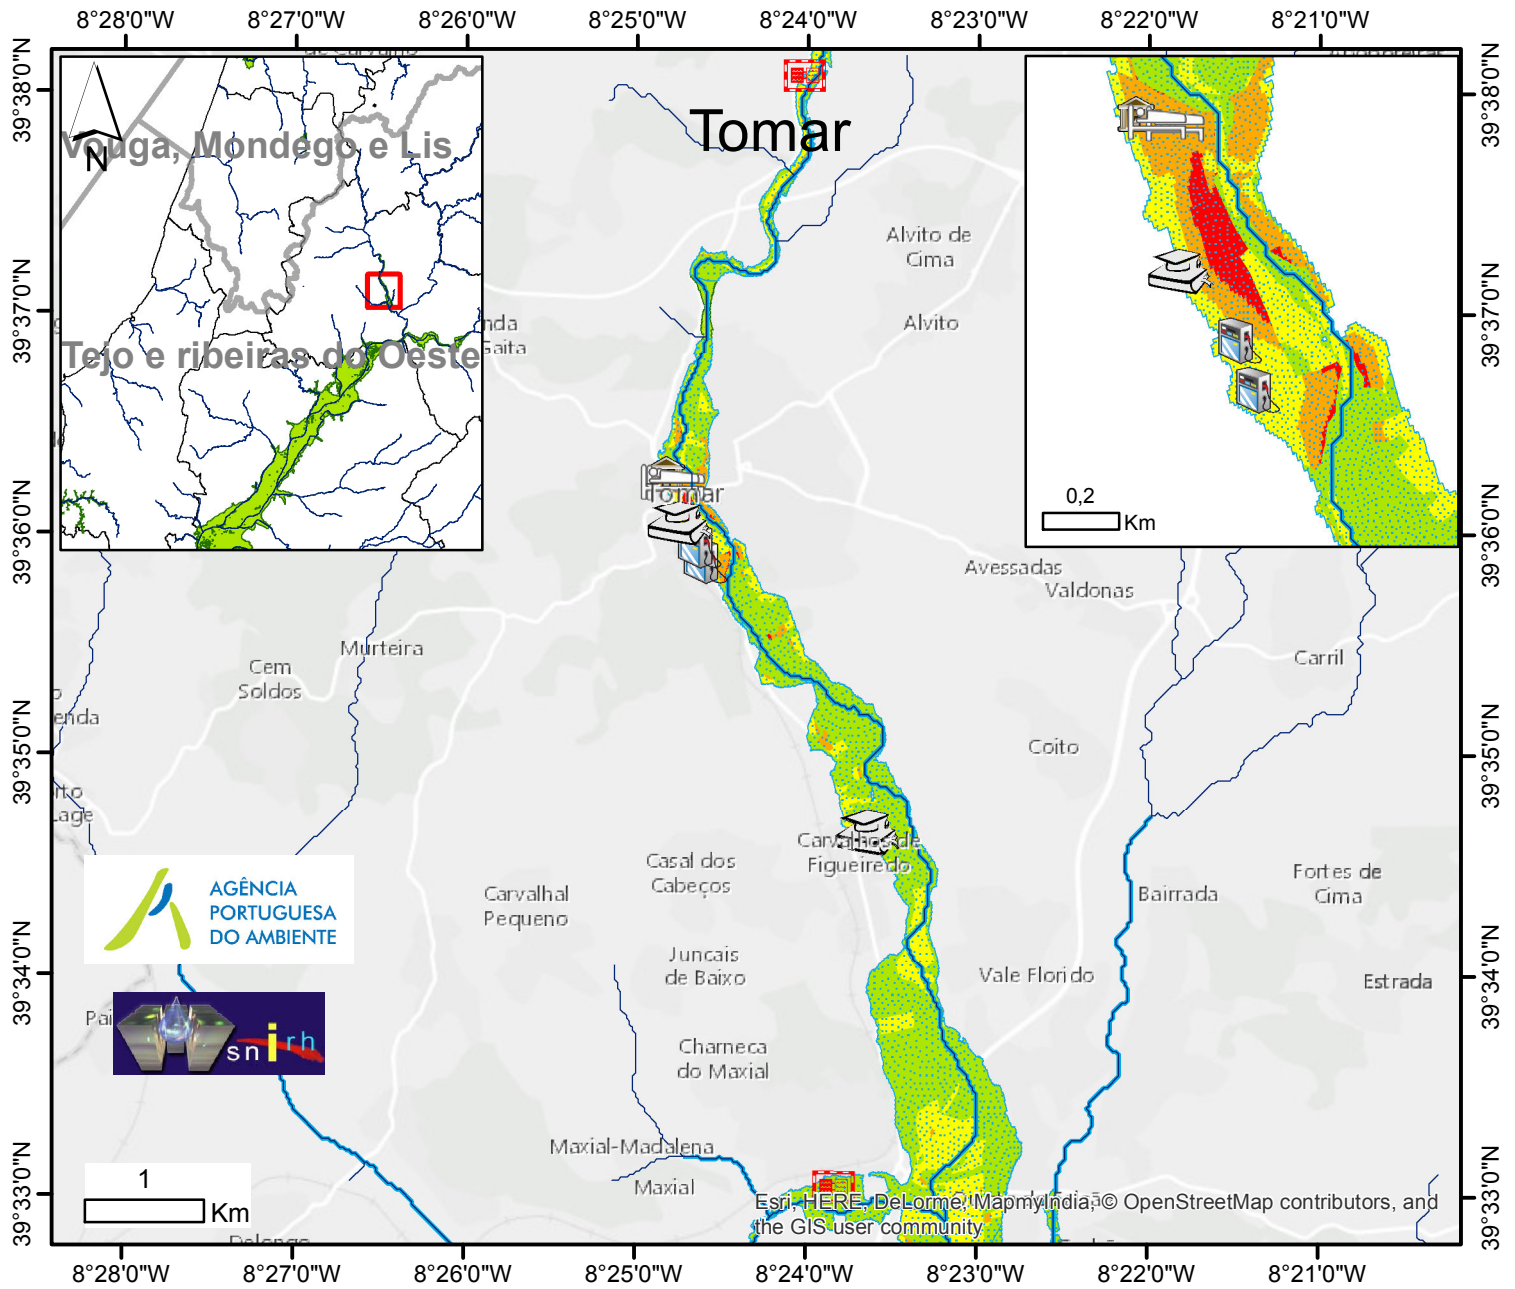 8°28'0"W 8°27'0"W 8°26'0"W 8°25'0"W 8°24'0"W 8°23'0"W 8°22'0"W 8°21'0"W
39°38'0"N
39°37'0"N
39°36'0"N
39°35'0"N
39°34'0"N
39°33'0"N
39°38'0"N
39°37'0"N
39°36'0"N
39°35'0"N
39°34'0"N
39°33'0"N
N
Vouga, Mondego e Lis
Tejo e ribeiras do Oeste
Tomar
Alvito de
Cima
Alvito
nda
Gaita
0,2
Km
Tomar
Avessadas
Valdonas
Murteira
Cem
Soldos
Carril
enda
Coito
rto
Lage
Carvalhos de
Figueiredo
Casal dos
Cabeços
Carvalhal
Pequeno
Bairrada
Fortes de
Cima
AGÊNCIA
PORTUGUESA
DO AMBIENTE
Juncais
de Baixo
Vale Florido
Estrada
Pai
snirh
Charneca
do Maxial
Maxial-Madalena
Maxial
1
Km
Esri, HERE, DeLorme, MapmyIndia, © OpenStreetMap contributors, and
the GIS user community
8°28'0"W 8°27'0"W 8°26'0"W 8°25'0"W 8°24'0"W 8°23'0"W 8°22'0"W 8°21'0"W